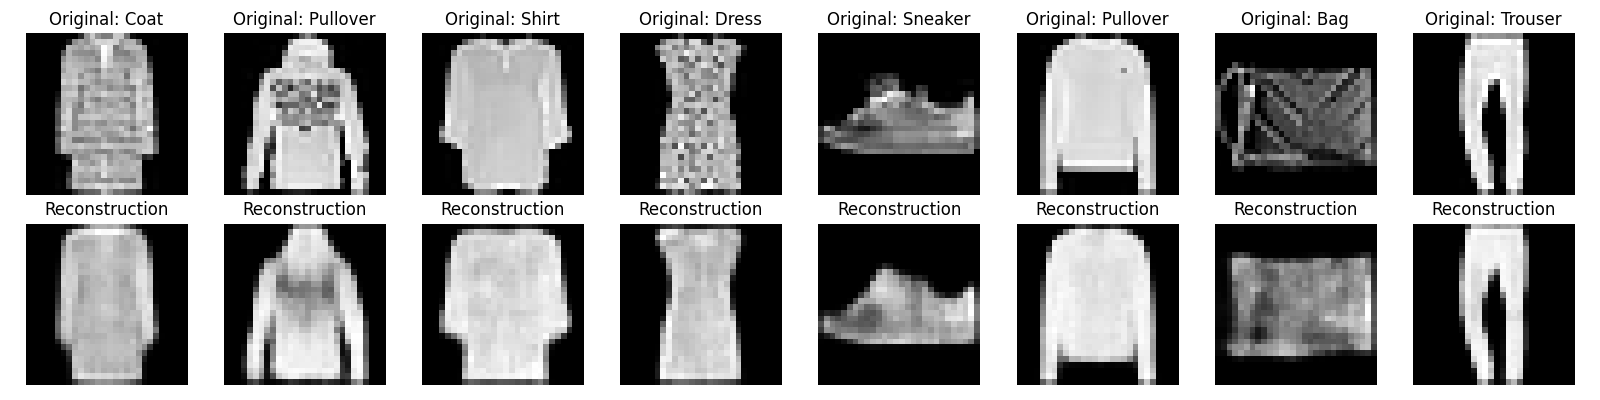 Original: Coat Original: Pullover Original: Shirt Original: Dress Original: Sneaker Original: Pullover Original: Bag Original: Trouser
Reconstruction Reconstruction Reconstruction Reconstruction Reconstruction Reconstruction Reconstruction Reconstruction